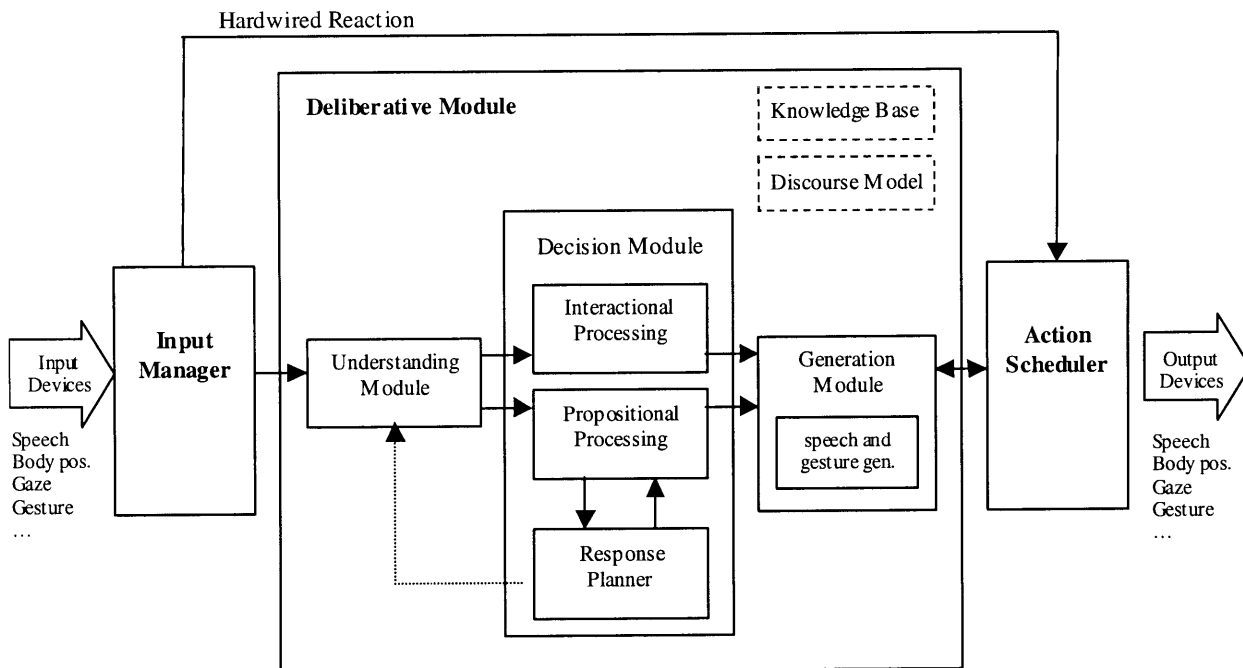 Hardwired Reaction
Deliberative Module
Knowledge Base
Discourse Model
Decision Module
Interactional
Processing
Input
Manager
Input
Devices
Understanding
Module
Propositional
Processing
Generation
Module
speech and
gesture gen.
Action
Scheduler
Output
Devices
Speech
Body pos.
Gaze
Gesture
…
Response
Planner
Speech
Body pos.
Gaze
Gesture
…